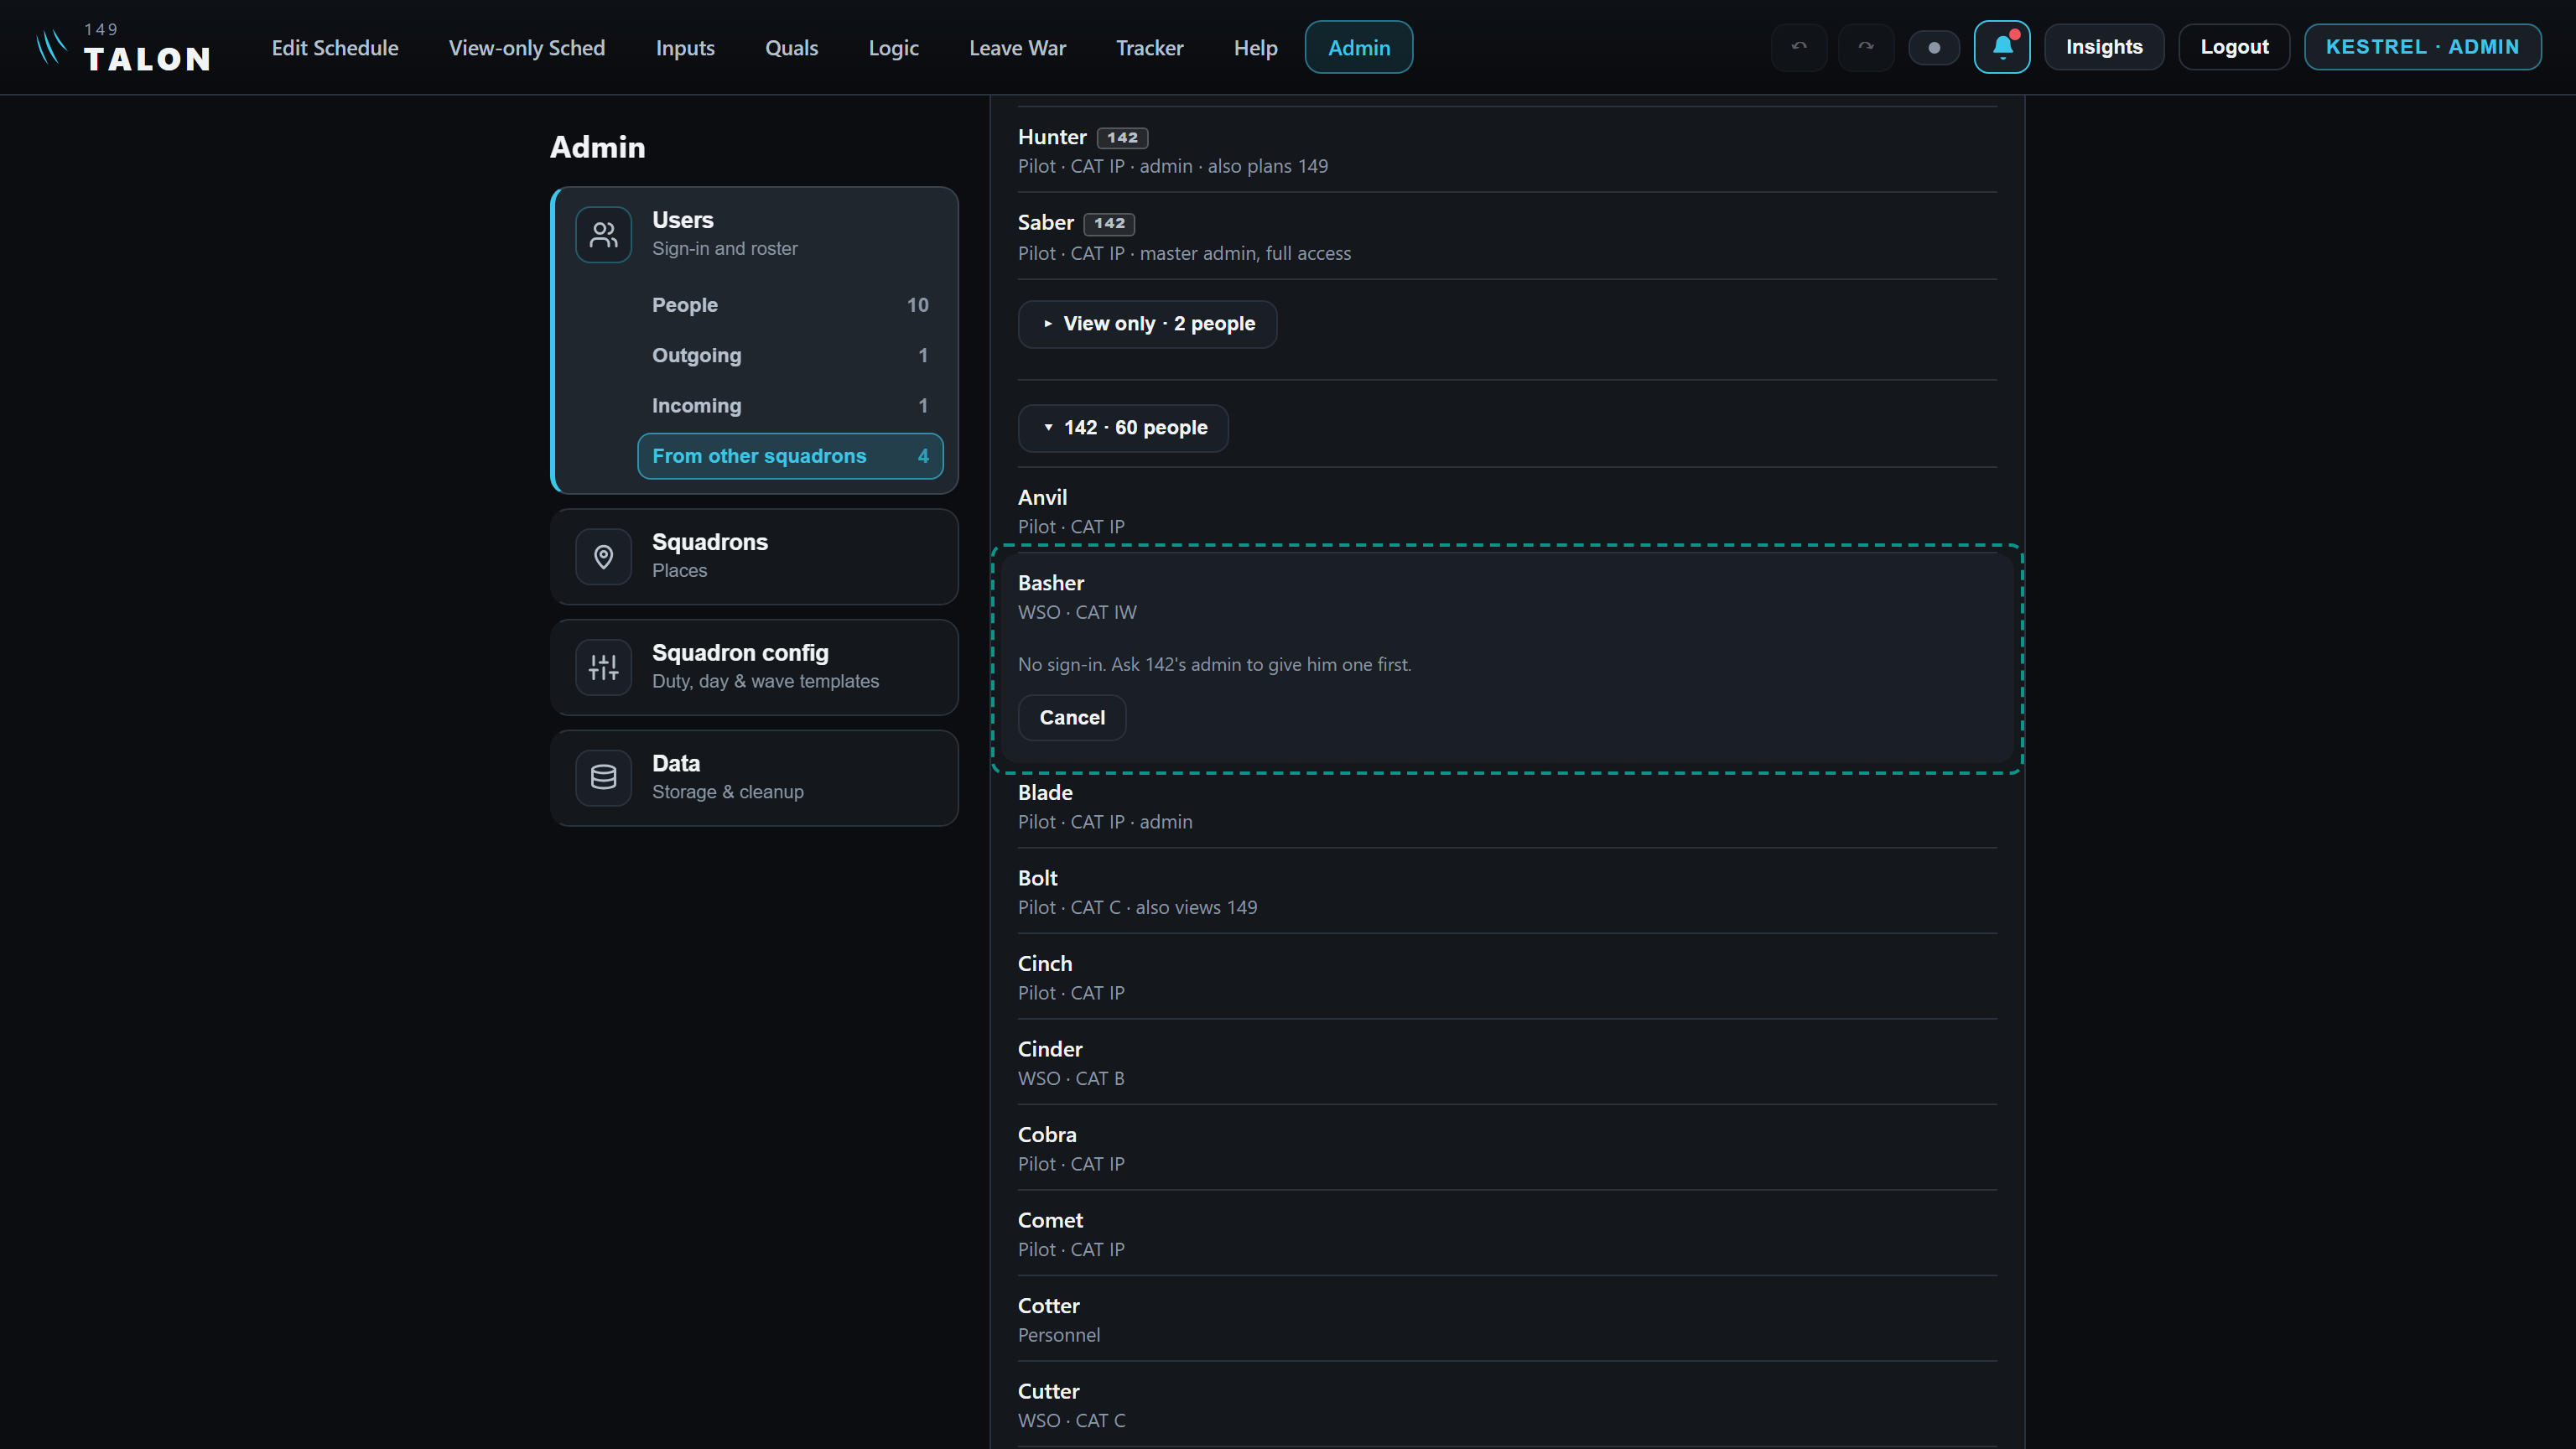 149
TALON
Edit Schedule
View-only Sched
Inputs
Quals
Logic
Leave War
Tracker
Help
Admin
Insights
Logout
KESTREL · ADMIN
Admin
Users
Sign-in and roster
People 10
Outgoing 1
Incoming 1
From other squadrons 4
Squadrons
Places
Squadron config
Duty, day & wave templates
Data
Storage & cleanup
Hunter 142
Pilot · CAT IP · admin · also plans 149
Saber 142
Pilot · CAT IP · master admin, full access
View only · 2 people
142 · 60 people
Anvil
Pilot · CAT IP
Basher
WSO · CAT IW
No sign-in. Ask 142's admin to give him one first.
Cancel
Blade
Pilot · CAT IP · admin
Bolt
Pilot · CAT C · also views 149
Cinch
Pilot · CAT IP
Cinder
WSO · CAT B
Cobra
Pilot · CAT IP
Comet
Pilot · CAT IP
Cotter
Personnel
Cutter
WSO · CAT C